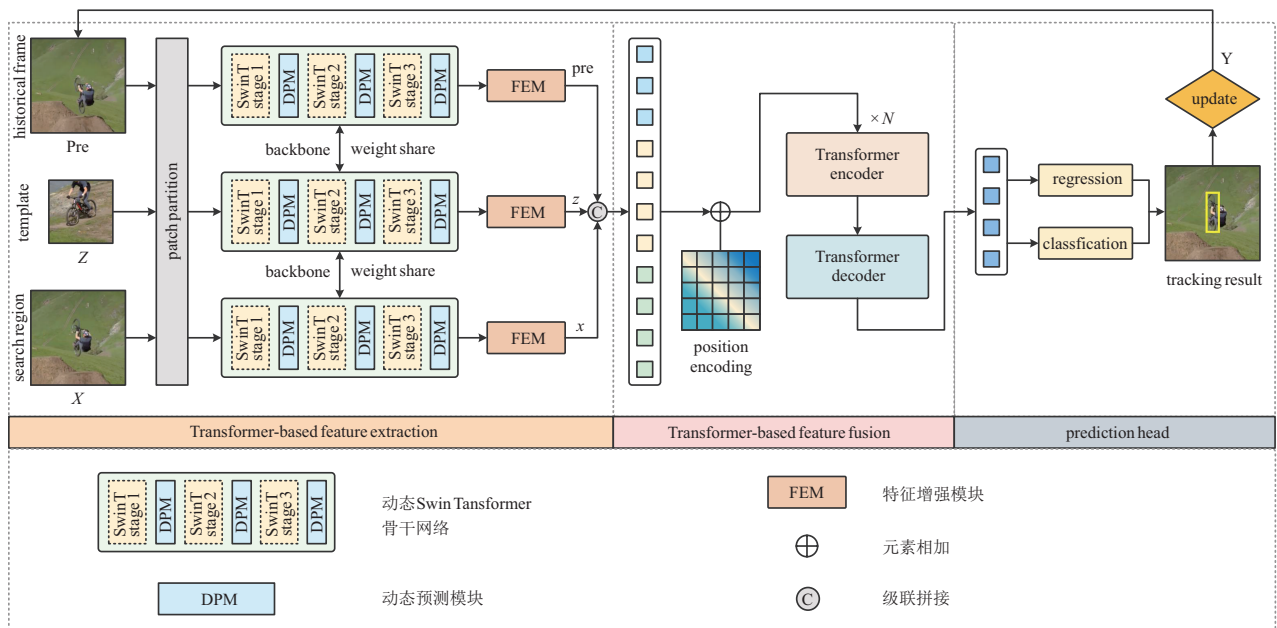 historical frame
Pre
template
Z
search region
X
patch partition
SwinT
stage 1
DPM
SwinT
stage 2
DPM
SwinT
stage 3
DPM
FEM
pre
backbone
weight share
SwinT
stage 1
DPM
SwinT
stage 2
DPM
SwinT
stage 3
DPM
FEM
z
C
backbone
weight share
SwinT
stage 1
DPM
SwinT
stage 2
DPM
SwinT
stage 3
DPM
FEM
x
position
encoding
× N
Transformer
encoder
Transformer
decoder
regression
classfication
Y
update
tracking result
Transformer-based feature extraction
Transformer-based feature fusion
prediction head
SwinT
stage 1
DPM
SwinT
stage 2
DPM
SwinT
stage 3
DPM
动态Swin Tansformer
骨干网络
DPM
动态预测模块
FEM
特征增强模块
元素相加
C
级联拼接